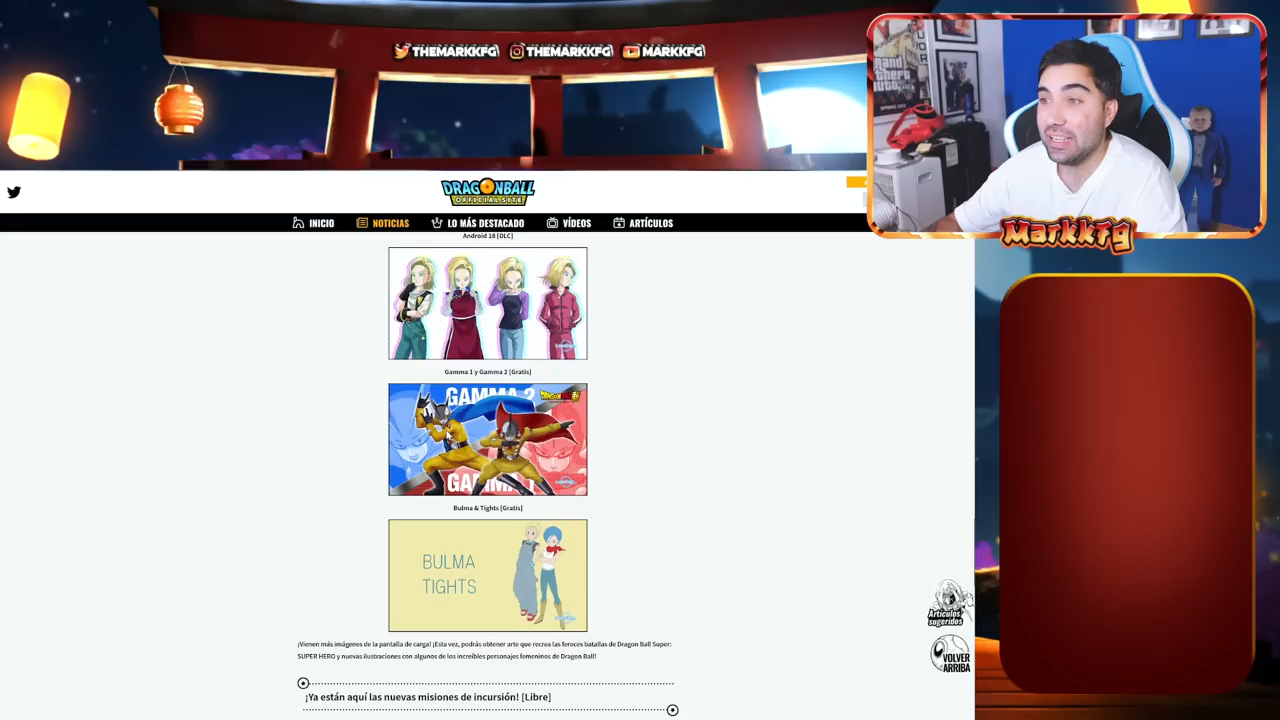 THEMARKKFG THEMARKKFG MARKKFG
DRAGONBALL
OFFICIAL SITE
INICIO NOTICIAS LO MÁS DESTACADO VÍDEOS ARTÍCULOS
Markkfg
Android 18 [DLC]
Gamma 1 y Gamma 2 [Gratis]
GAMMA 2
GAMMA 1
Bulma & Tights [Gratis]
BULMA
TIGHTS
Artículos
sugeridos
VOLVER
ARRIBA
¡Vienen más imágenes de la pantalla de carga! ¡Esta vez, podrás obtener arte que recrea las feroces batallas de Dragon Ball Super:
SUPER HERO y nuevas ilustraciones con algunos de los increíbles personajes femeninos de Dragon Ball!
¡Ya están aquí las nuevas misiones de incursión! [Libre]